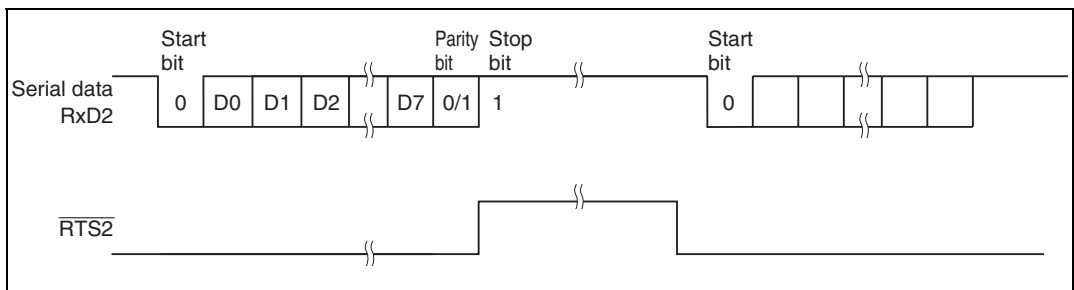 Start bit
Parity bit
Stop bit
Start bit
Serial data RxD2
0 D0 D1 D2 D7 0/1 1 0
RTS2